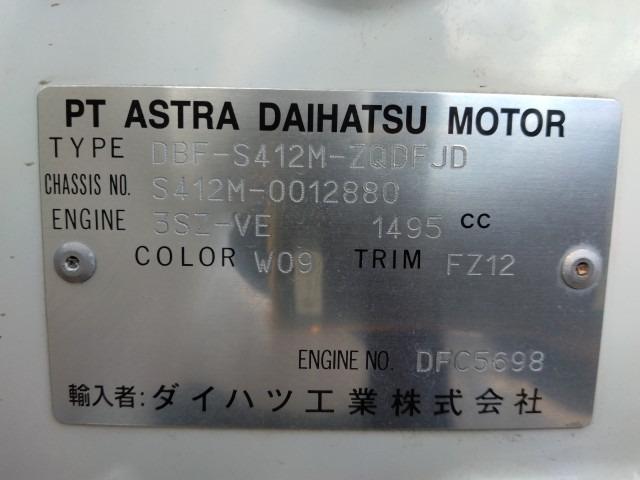 PT ASTRA DAIHATSU MOTOR
TYPE DBF-S412M-ZQDFJD
CHASSIS NO. S412M-0012880
ENGINE 3SZ-VE 1495 CC
COLOR W09 TRIM FZ12
ENGINE NO. DFC5698
輸入者: ダイハツ工業株式会社